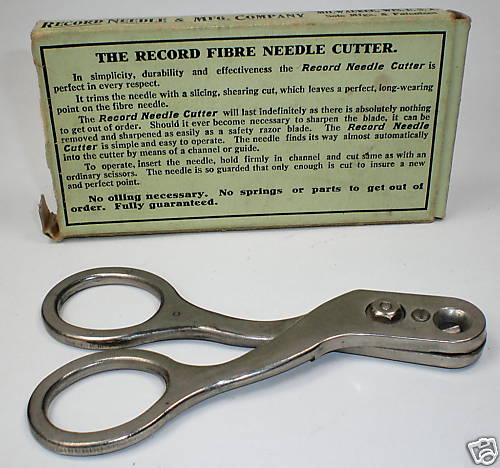 RECORD NEEDLE & MFG. COMPANY MILWAUKEE, WIS. U.S.A.
Sole Mfgs. & Patentees
THE RECORD FIBRE NEEDLE CUTTER.
In simplicity, durability and effectiveness the Record Needle Cutter is
perfect in every respect.
It trims the needle with a slicing, shearing cut, which leaves a perfect, long-wearing
point on the fibre needle.
The Record Needle Cutter will last indefinitely as there is absolutely nothing
to get out of order. Should it ever become necessary to sharpen the blade, it can be
removed and sharpened as easily as a safety razor blade. The Record Needle
Cutter is simple and easy to operate. The needle finds its way almost automatically
into the cutter by means of a channel or guide.
To operate, insert the needle, hold firmly in channel and cut same as with an
ordinary scissors. The needle is so guarded that only enough is cut to insure a new
and perfect point.
No oiling necessary. No springs or parts to get out of
order. Fully guaranteed.
ebY